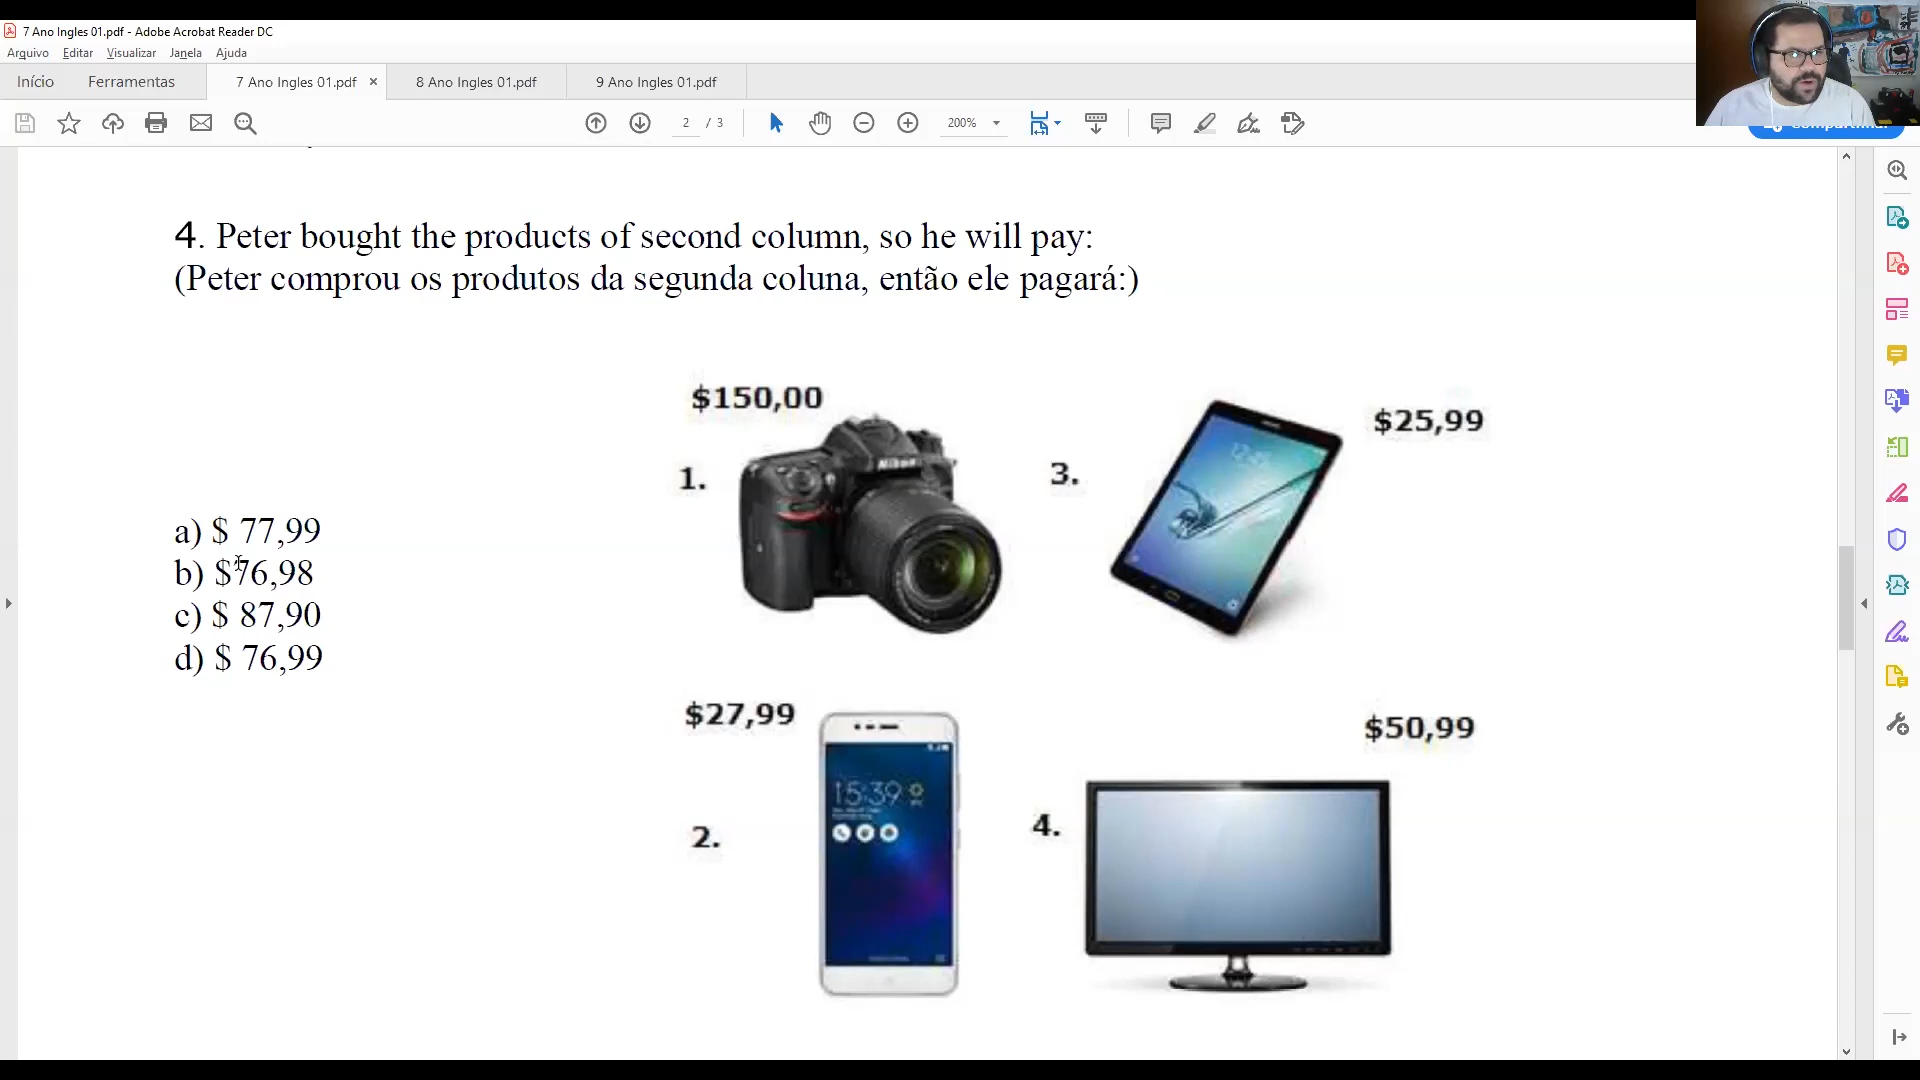 7 Ano Ingles 01.pdf - Adobe Acrobat Reader DC
Arquivo Editar Visualizar Janela Ajuda
Início Ferramentas 7 Ano Ingles 01.pdf × 8 Ano Ingles 01.pdf 9 Ano Ingles 01.pdf
2 / 3 200%
4. Peter bought the products of second column, so he will pay:
(Peter comprou os produtos da segunda coluna, então ele pagará:)
a) $ 77,99
b) $76,98
c) $ 87,90
d) $ 76,99
$150,00
1.
Nikon
3.
$25,99
$27,99
2.
15:39
4.
$50,99